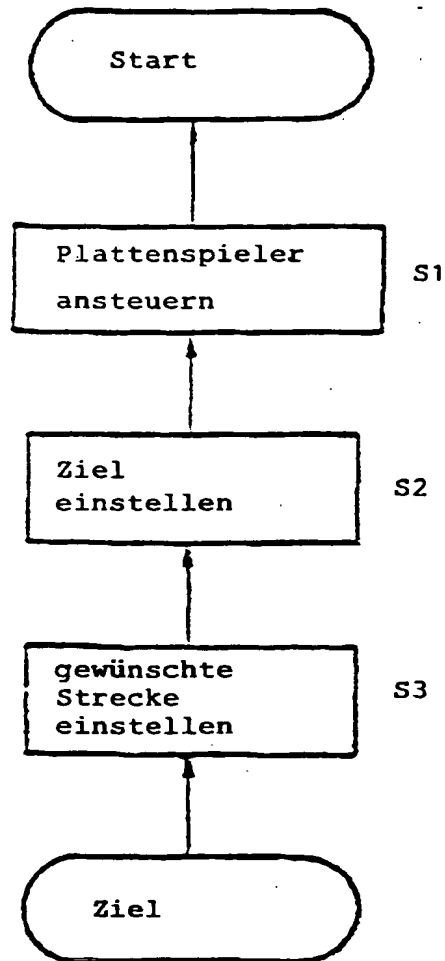 Start
Plattenspieler
ansteuern
S1
Ziel
einstellen
S2
gewünschte
Strecke
einstellen
S3
Ziel